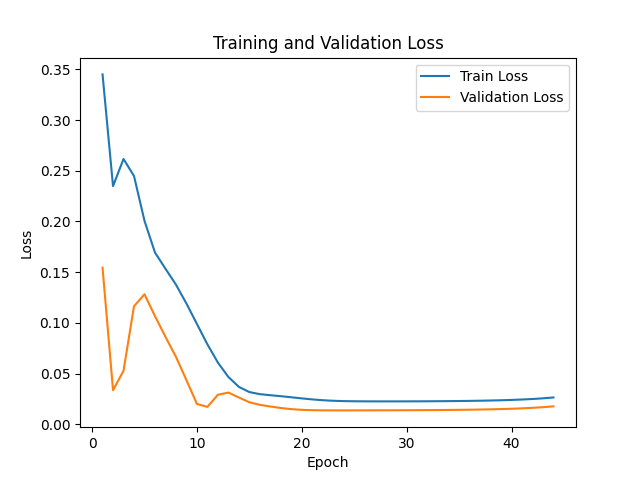 Training and Validation Loss
Train Loss
Validation Loss
0.35
0.30
0.25
0.20
0.15
0.10
0.05
0.00
Loss
0 10 20 30 40
Epoch